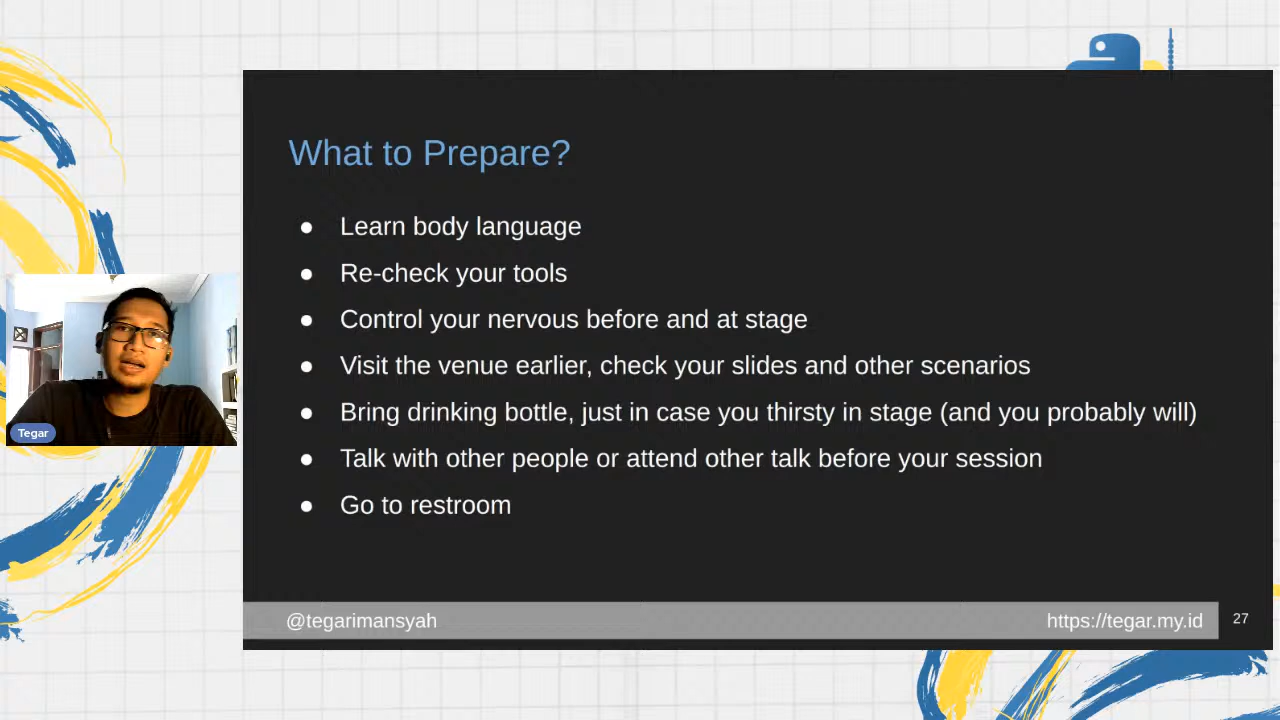 What to Prepare?
● Learn body language
● Re-check your tools
● Control your nervous before and at stage
● Visit the venue earlier, check your slides and other scenarios
● Bring drinking bottle, just in case you thirsty in stage (and you probably will)
● Talk with other people or attend other talk before your session
● Go to restroom
Tegar
@tegarimansyah https://tegar.my.id 27